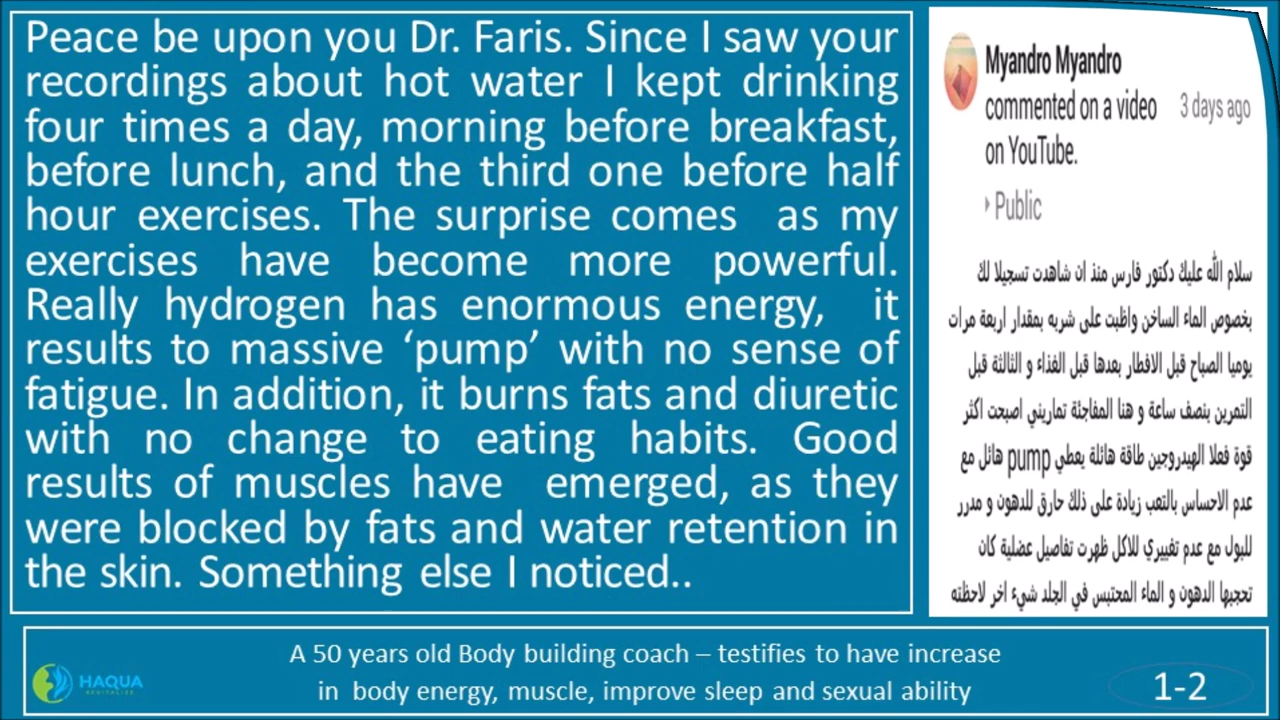 Peace be upon you Dr. Faris. Since I saw your
recordings about hot water I kept drinking
four times a day, morning before breakfast,
before lunch, and the third one before half
hour exercises. The surprise comes as my
exercises have become more powerful.
Really hydrogen has enormous energy, it
results to massive ‘pump’ with no sense of
fatigue. In addition, it burns fats and diuretic
with no change to eating habits. Good
results of muscles have emerged, as they
were blocked by fats and water retention in
the skin. Something else I noticed..
Myandro Myandro
commented on a video
3 days ago
on YouTube.
Public
سلام الله عليك دكتور فارس منذ ان شاهدت تسجيلا لك
بخصوص الماء الساخن واظبت على شربه بمقدار اربعة مرات
يوميا الصباح قبل الافطار بعدها قبل الغذاء و الثالثة قبل
التمرين بنصف ساعة و هنا المفاجئة تماريني اصبحت اكثر
قوة فعلا الهيدروجين طاقة هائلة يعطي pump هائل مع
عدم الاحساس بالتعب زيادة على ذلك حارق للدهون و مدرر
للبول مع عدم تغييري للاكل ظهرت تفاصيل عضلية كان
تحجبها الدهون و الماء المحتبس في الجلد شيء اخر لاحظته
A 50 years old Body building coach – testifies to have increase
in body energy, muscle, improve sleep and sexual ability
HAQUA
REVITALIZE
1-2